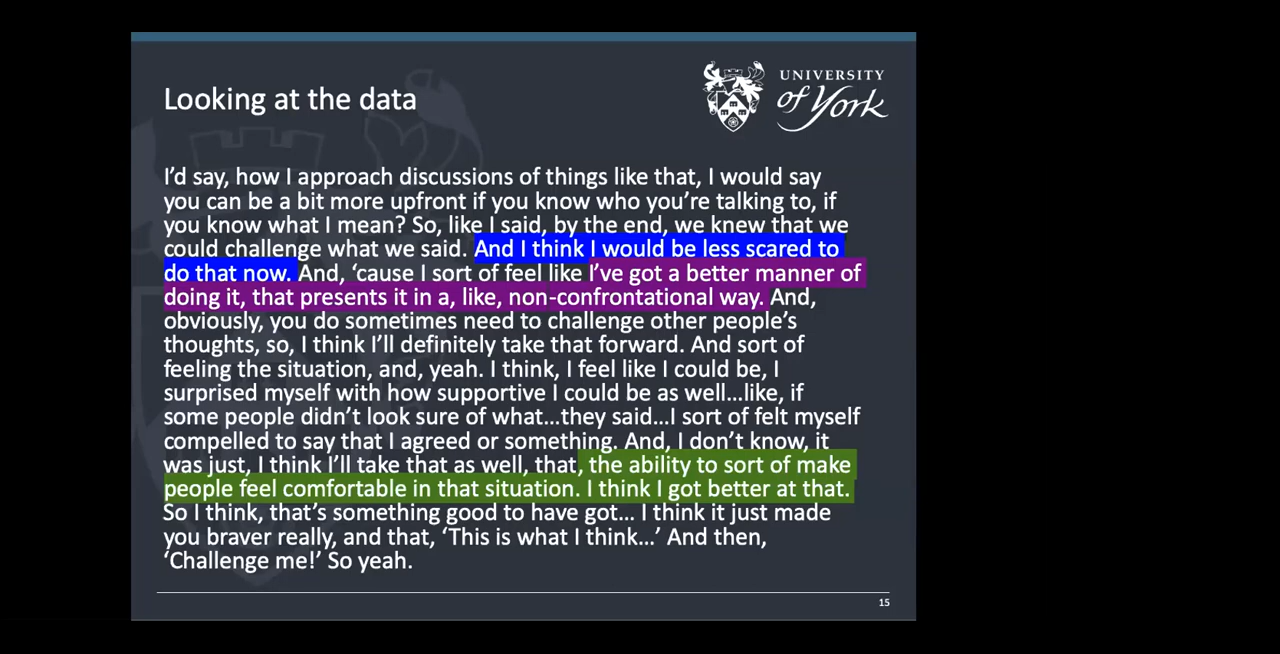 Looking at the data
UNIVERSITY
of York
I’d say, how I approach discussions of things like that, I would say
you can be a bit more upfront if you know who you’re talking to, if
you know what I mean? So, like I said, by the end, we knew that we
could challenge what we said. And I think I would be less scared to
do that now. And, ‘cause I sort of feel like I’ve got a better manner of
doing it, that presents it in a, like, non-confrontational way. And,
obviously, you do sometimes need to challenge other people’s
thoughts, so, I think I’ll definitely take that forward. And sort of
feeling the situation, and, yeah. I think, I feel like I could be, I
surprised myself with how supportive I could be as well…like, if
some people didn’t look sure of what…they said…I sort of felt myself
compelled to say that I agreed or something. And, I don’t know, it
was just, I think I’ll take that as well, that, the ability to sort of make
people feel comfortable in that situation. I think I got better at that.
So I think, that’s something good to have got… I think it just made
you braver really, and that, ‘This is what I think…’ And then,
‘Challenge me!’ So yeah.
15